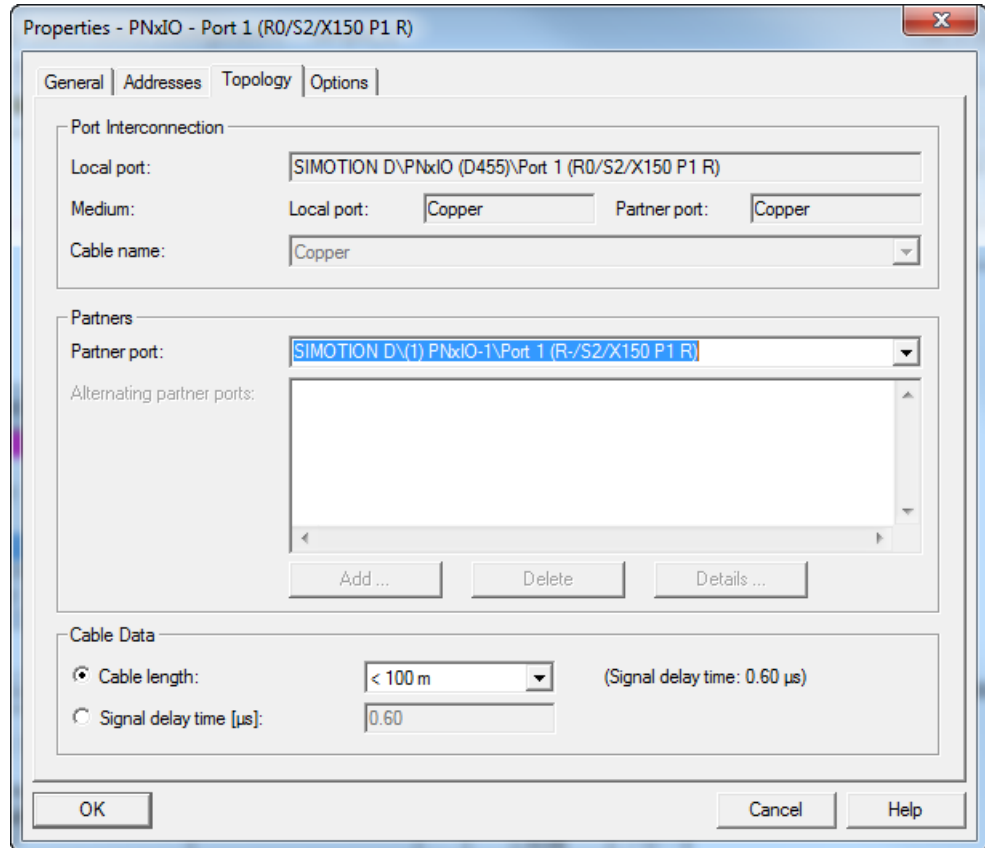 Properties - PNxIO - Port 1 (R0/S2/X150 P1 R)
General Addresses Topology Options
Port Interconnection
Local port: SIMOTION D\PNxIO (D455)\Port 1 (R0/S2/X150 P1 R)
Medium: Local port: Copper Partner port: Copper
Cable name: Copper
Partners
Partner port: SIMOTION D\(1) PNxIO-1\Port 1 (R-/S2/X150 P1 R)
Alternating partner ports:
Add ... Delete Details ...
Cable Data
Cable length: < 100 m (Signal delay time: 0.60 µs)
Signal delay time [µs]: 0.60
OK Cancel Help